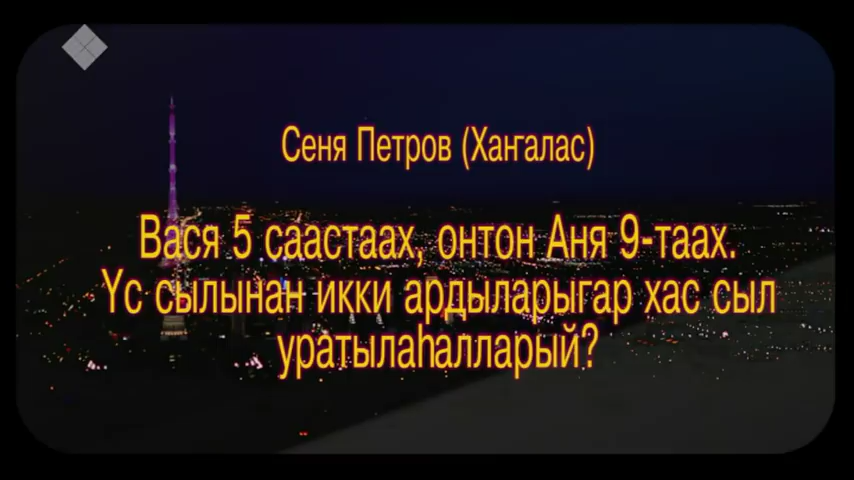 Сеня Петров (Хаҥалас)
Вася 5 саастаах, онтон Аня 9-таах.
Үс сылынан икки ардыларыгар хас сыл
уратылаһалларый?